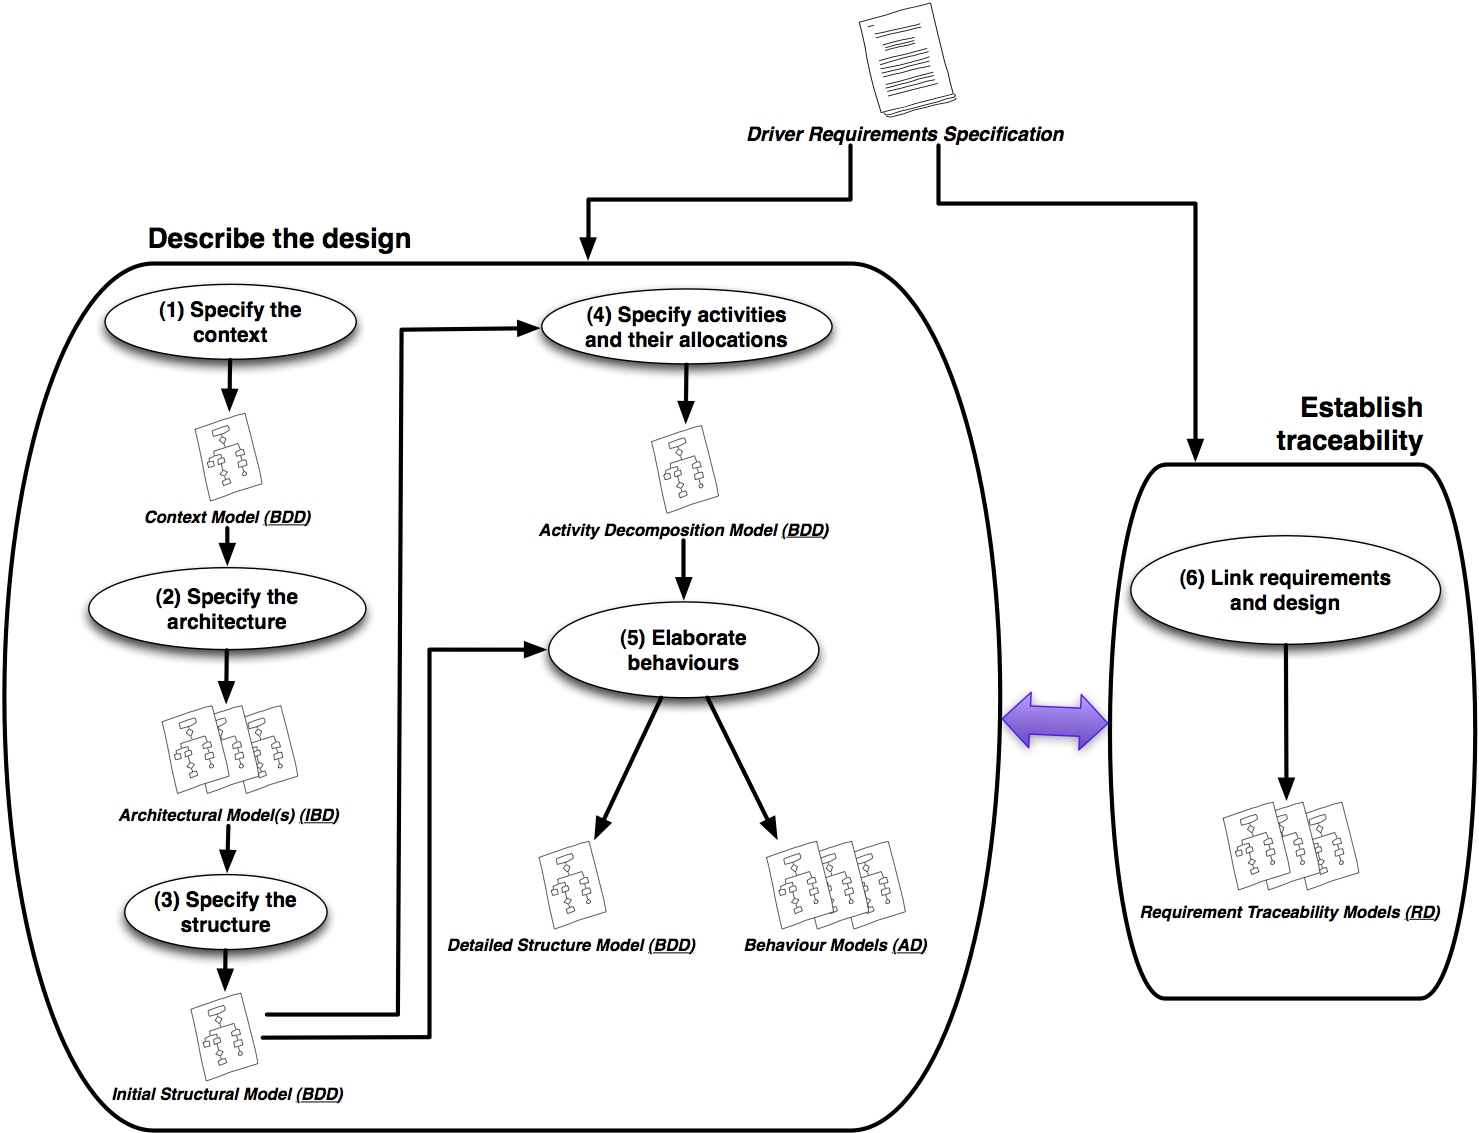 Driver Requirements Specification
Describe the design
(1) Specify the
context
Context Model (BDD)
(2) Specify the
architecture
Architectural Model(s) (IBD)
(3) Specify the
structure
Initial Structural Model (BDD)
(4) Specify activities
and their allocations
Activity Decomposition Model (BDD)
(5) Elaborate
behaviours
Detailed Structure Model (BDD)
Behaviour Models (AD)
Establish
traceability
(6) Link requirements
and design
Requirement Traceability Models (RD)